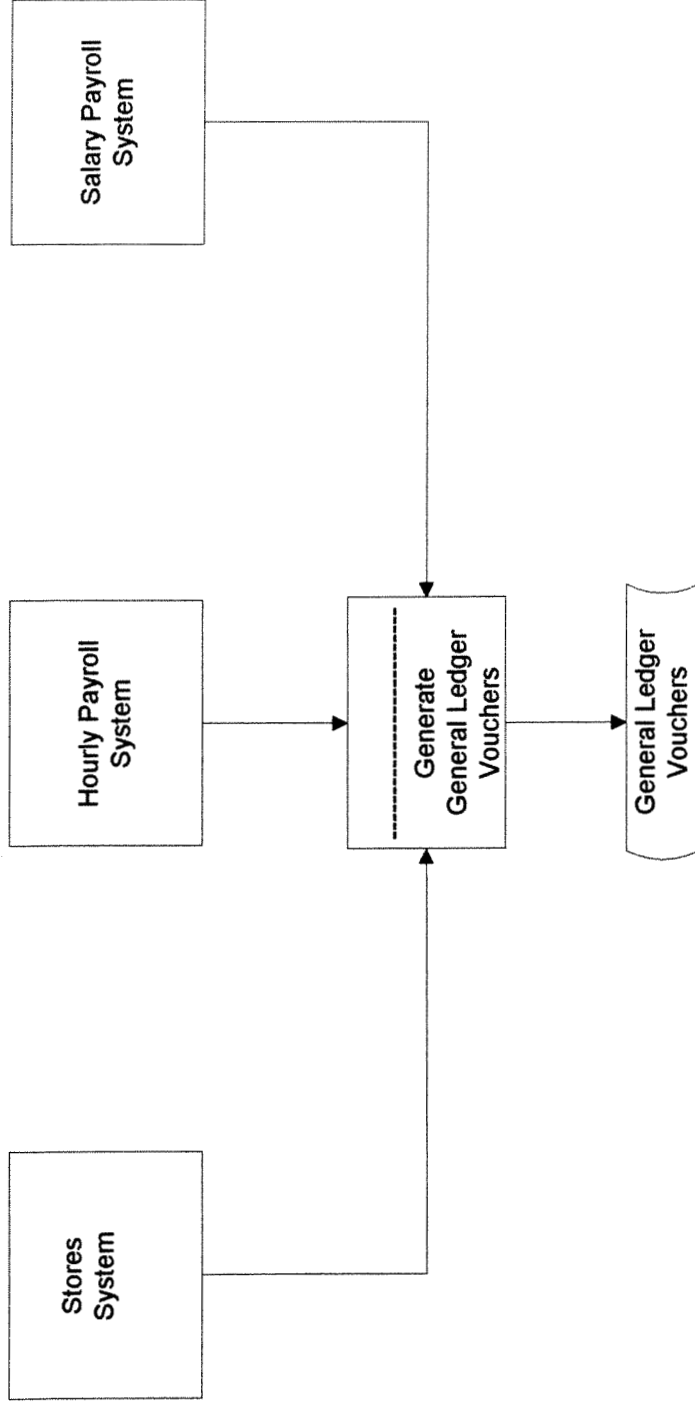 Stores
System
Hourly Payroll
System
Salary Payroll
System
Generate
General Ledger
Vouchers
General Ledger
Vouchers